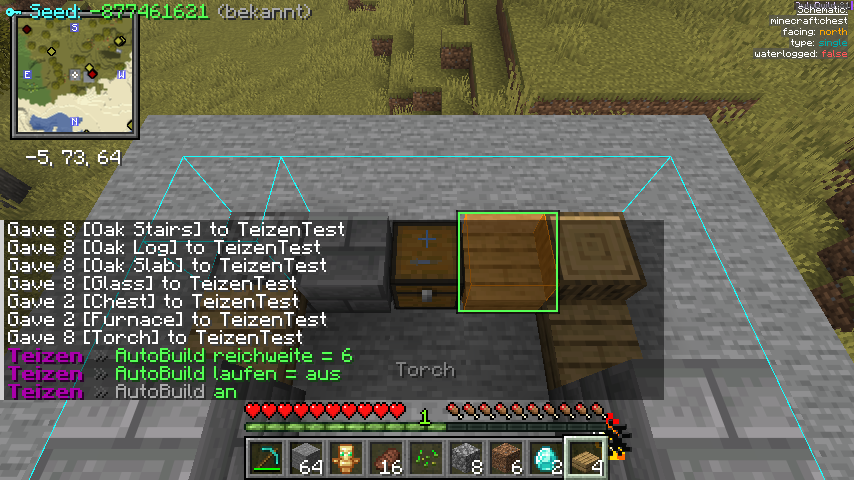 Seed: -877461621 (bekannt)
Schematic:
minecraft:chest
facing: north
type: single
waterlogged: false
S
E
W
N
-5, 73, 64
Gave 8 [Oak Stairs] to TeizenTest
Gave 8 [Oak Log] to TeizenTest
Gave 8 [Oak Slab] to TeizenTest
Gave 8 [Glass] to TeizenTest
Gave 2 [Chest] to TeizenTest
Gave 2 [Furnace] to TeizenTest
Gave 8 [Torch] to TeizenTest
Teizen » AutoBuild reichweite = 6
Teizen » AutoBuild laufen = aus
Teizen » AutoBuild an
Torch
1
64
16
8
6
2
4